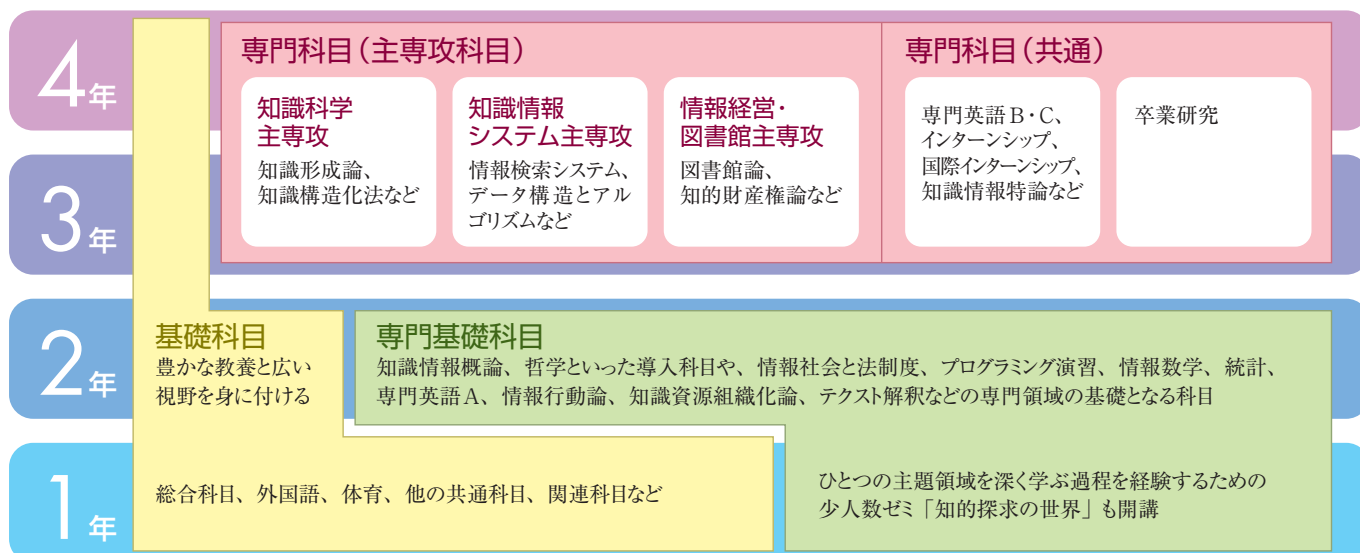 4年
専門科目（主専攻科目）
知識科学
主専攻
知識形成論、
知識構造化法など
知識情報
システム主専攻
情報検索システム、
データ構造とアル
ゴリズムなど
情報経営・
図書館主専攻
図書館論、
知的財産権論など
専門科目（共通）
専門英語B・C、
インターンシップ、
国際インターンシップ、
知識情報特論など
卒業研究
3年
2年
基礎科目
豊かな教養と広い
視野を身に付ける
専門基礎科目
知識情報概論、哲学といった導入科目や、情報社会と法制度、プログラミング演習、情報数学、統計、
専門英語A、情報行動論、知識資源組織化論、テクスト解釈などの専門領域の基礎となる科目
1年
総合科目、外国語、体育、他の共通科目、関連科目など
ひとつの主題領域を深く学ぶ過程を経験するための
少人数ゼミ「知的探求の世界」も開講